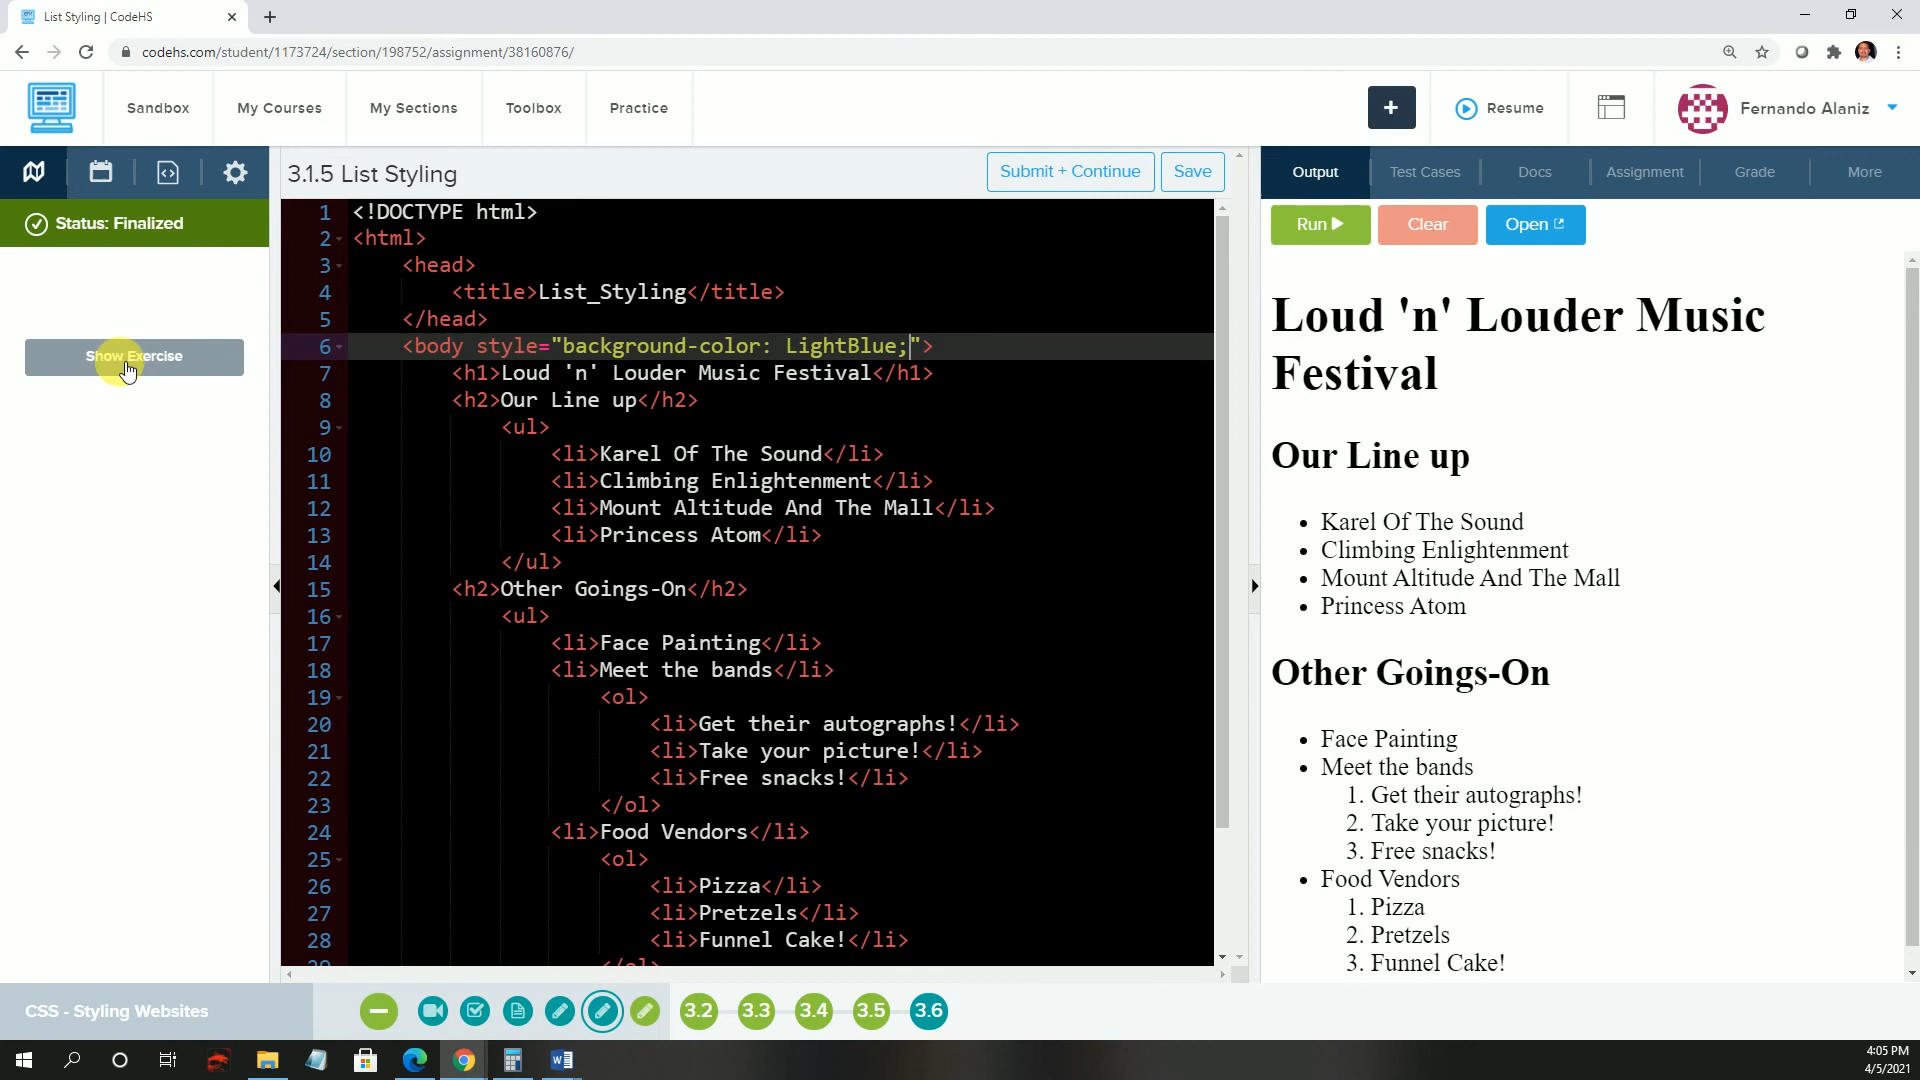 List Styling | CodeHS
codehs.com/student/1173724/section/198752/assignment/38160876/
Sandbox
My Courses
My Sections
Toolbox
Practice
+
Resume
Fernando Alaniz
Status: Finalized
Show Exercise
3.1.5 List Styling
Submit + Continue
Save
1 <!DOCTYPE html>
2 <html>
3 <head>
4 <title>List_Styling</title>
5 </head>
6 <body style="background-color: LightBlue;">
7 <h1>Loud 'n' Louder Music Festival</h1>
8 <h2>Our Line up</h2>
9 <ul>
10 <li>Karel Of The Sound</li>
11 <li>Climbing Enlightenment</li>
12 <li>Mount Altitude And The Mall</li>
13 <li>Princess Atom</li>
14 </ul>
15 <h2>Other Goings-On</h2>
16 <ul>
17 <li>Face Painting</li>
18 <li>Meet the bands</li>
19 <ol>
20 <li>Get their autographs!</li>
21 <li>Take your picture!</li>
22 <li>Free snacks!</li>
23 </ol>
24 <li>Food Vendors</li>
25 <ol>
26 <li>Pizza</li>
27 <li>Pretzels</li>
28 <li>Funnel Cake!</li>
29 </ol>
Output
Test Cases
Docs
Assignment
Grade
More
Run
Clear
Open
Loud 'n' Louder Music
Festival
Our Line up
• Karel Of The Sound
• Climbing Enlightenment
• Mount Altitude And The Mall
• Princess Atom
Other Goings-On
• Face Painting
• Meet the bands
1. Get their autographs!
2. Take your picture!
3. Free snacks!
• Food Vendors
1. Pizza
2. Pretzels
3. Funnel Cake!
CSS - Styling Websites
3.2
3.3
3.4
3.5
3.6
4:05 PM
4/5/2021